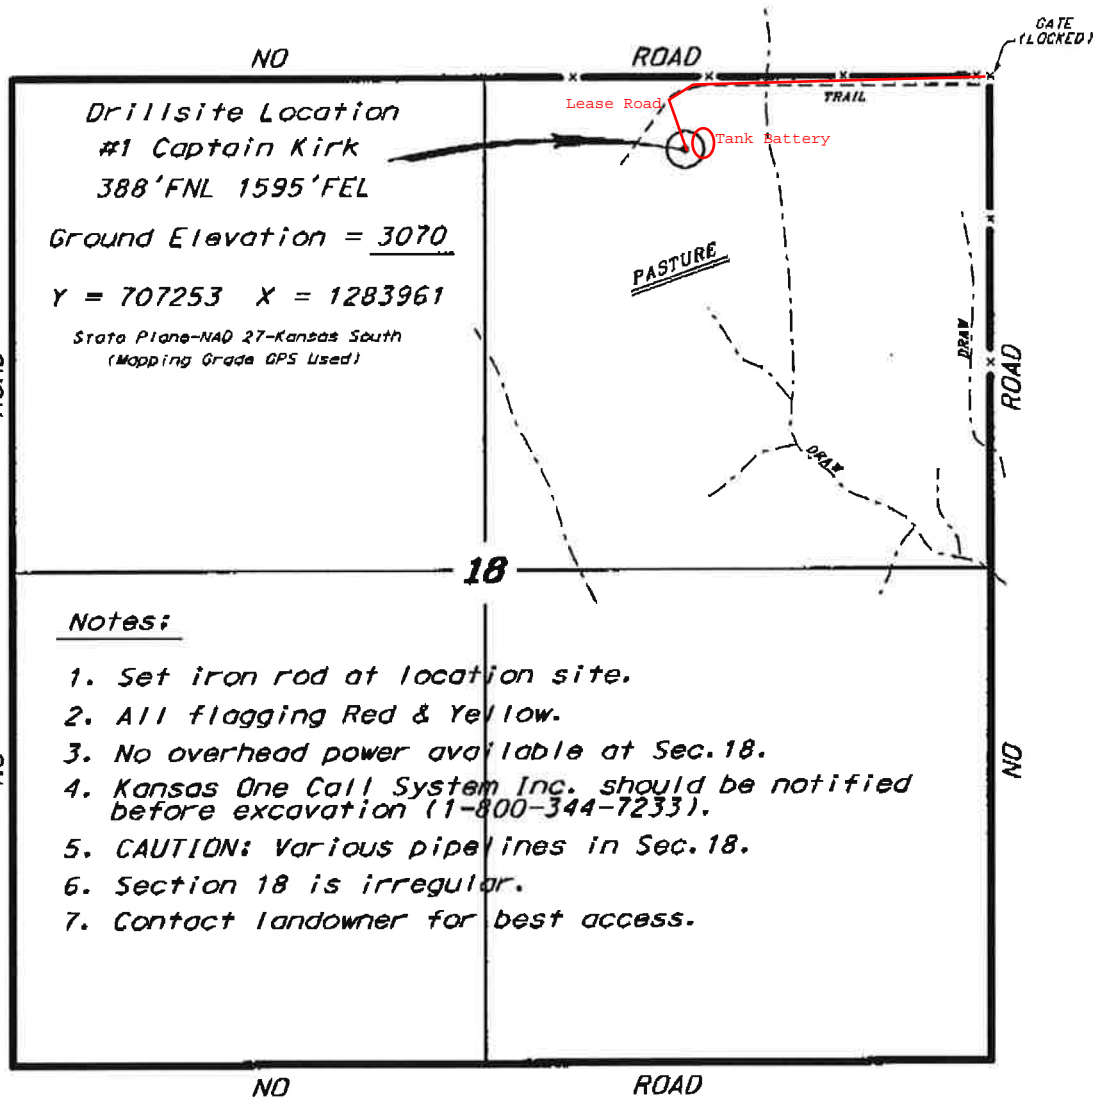 GATE
(LOCKED)
NO ROAD
TRAIL
Lease Road
Tank Battery
Drillsite Location
#1 Captain Kirk
388'FNL 1595'FEL
Ground Elevation = 3070
Y = 707253 X = 1283961
State Plane-NAD 27-Kansas South
(Mapping Grade GPS Used)
PASTURE
DRAW
ROAD
DRAW
18
Notes:
1. Set iron rod at location site.
2. All flagging Red & Yellow.
3. No overhead power available at Sec.18.
4. Kansas One Call System Inc. should be notified
before excavation (1-800-344-7233).
5. CAUTION: Various pipelines in Sec.18.
6. Section 18 is irregular.
7. Contact landowner for best access.
NO
NO ROAD